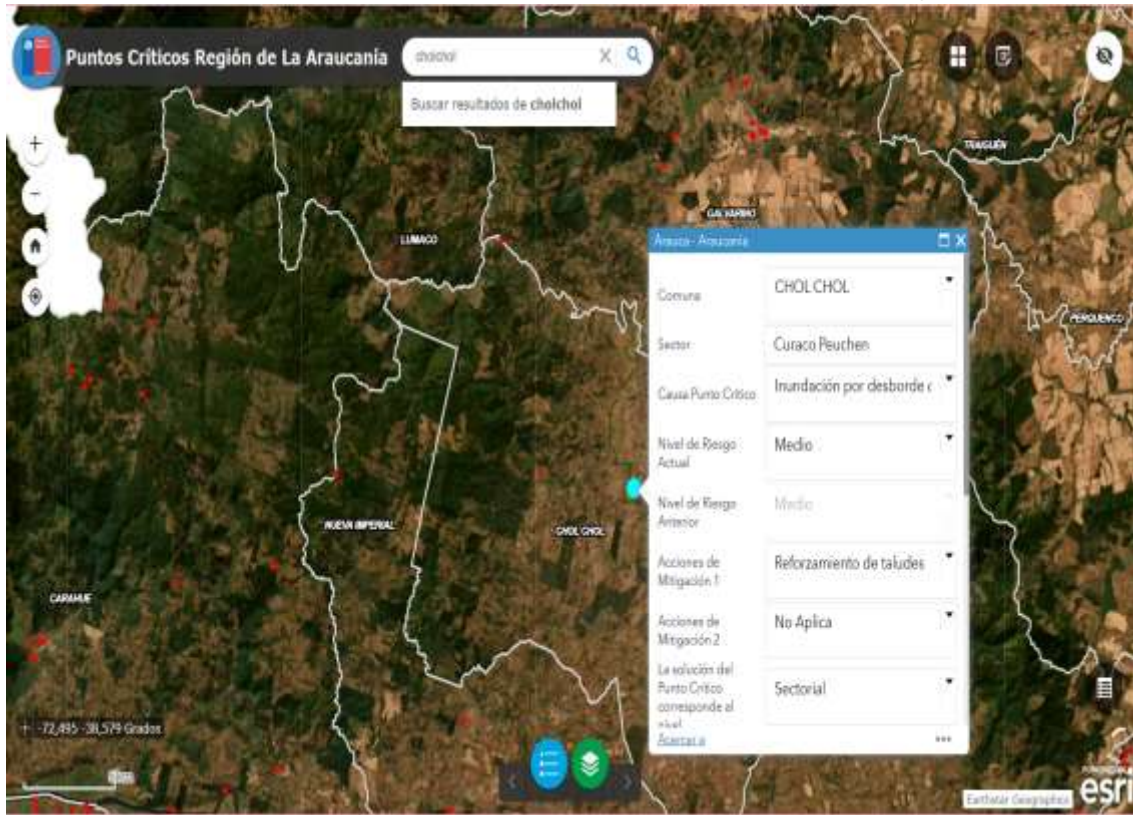 Puntos Críticos Región de La Araucanía
cholchol
Buscar resultados de cholchol
TRAIGUÉN
GALVARINO
LUMACO
PERQUENCO
NUEVA IMPERIAL
CHOL CHOL
CARAHUE
Arauca - Araucanía
Comuna
CHOL CHOL
Sector
Curaco Peuchen
Causa Punto Crítico
Inundación por desborde c
Nivel de Riesgo
Actual
Medio
Nivel de Riesgo
Anterior
Medio
Acciones de
Mitigación 1
Reforzamiento de taludes
Acciones de
Mitigación 2
No Aplica
La solución del
Punto Crítico
corresponde al
nivel
Sectorial
Acercar a
-72,495 -38,579 Grados
esri
Earthstar Geographics